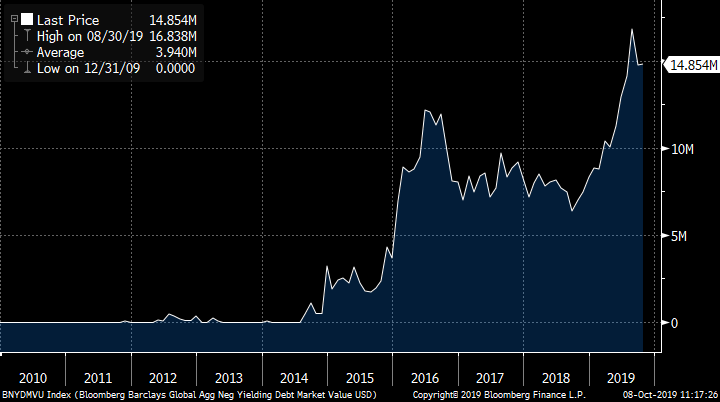 Last Price 14.854M
High on 08/30/19 16.838M
Average 3.940M
Low on 12/31/09 0.0000
14.854M
10M
5M
0
2010 2011 2012 2013 2014 2015 2016 2017 2018 2019
BNYDMVU Index (Bloomberg Barclays Global Agg Neg Yielding Debt Market Value USD) Copyright© 2019 Bloomberg Finance L.P. 08-Oct-2019 11:17:26